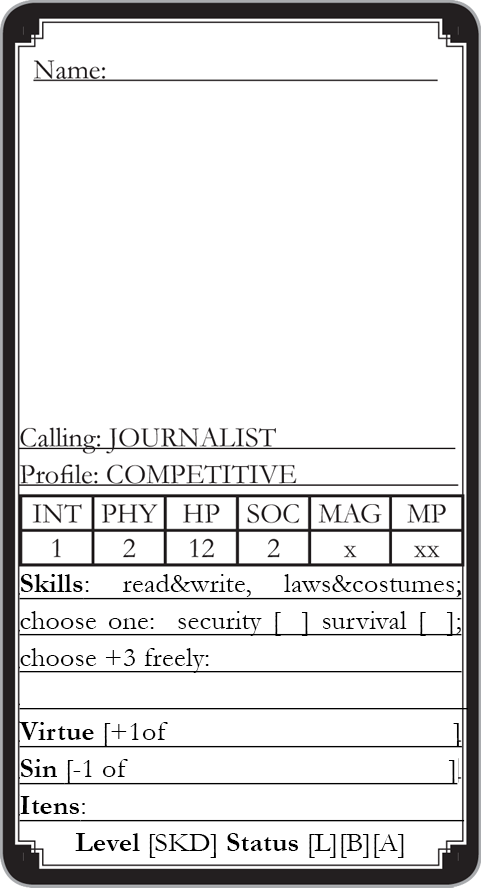 Name:
Calling: JOURNALIST
Profile: COMPETITIVE
INT PHY HP SOC MAG MP
1 2 12 2 x xx
Skills: read&write, laws&costumes;
choose one: security [ ] survival [ ];
choose +3 freely:
Virtue [+1of ]
Sin [-1 of ]
Itens:
Level [SKD] Status [L][B][A]